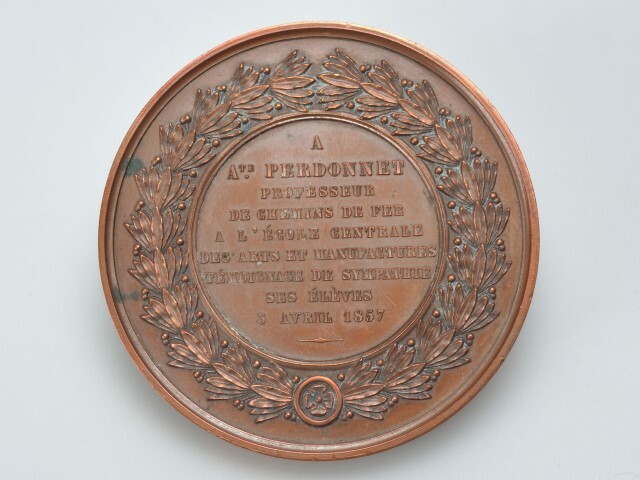 A
ATE PERDONNET
PROFESSEUR
DE CHEMINS DE FER
A L'ÉCOLE CENTRALE
DES ARTS ET MANUFACTURES
TÉMOIGNAGE DE SYMPATHIE
SES ÉLÈVES
3 AVRIL 1857